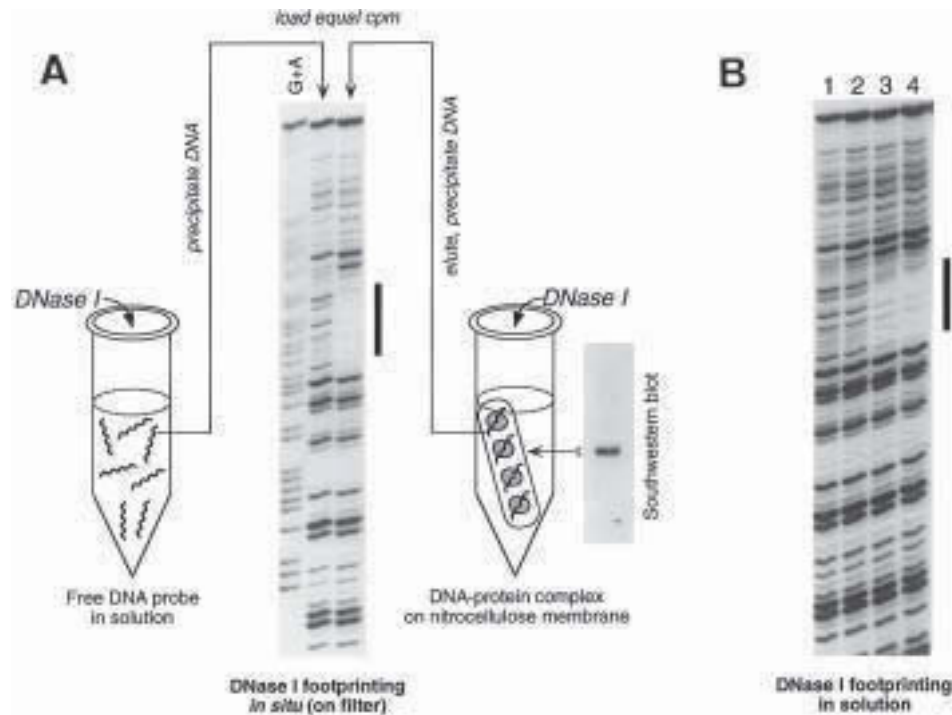 load equal cpm
A
G+A
precipitate DNA
elute, precipitate DNA
DNase I
DNase I
Southwestern blot
Free DNA probe
in solution
DNA-protein complex
on nitrocellulose membrane
DNase I footprinting
in situ (on filter)
B
1 2 3 4
DNase I footprinting
in solution